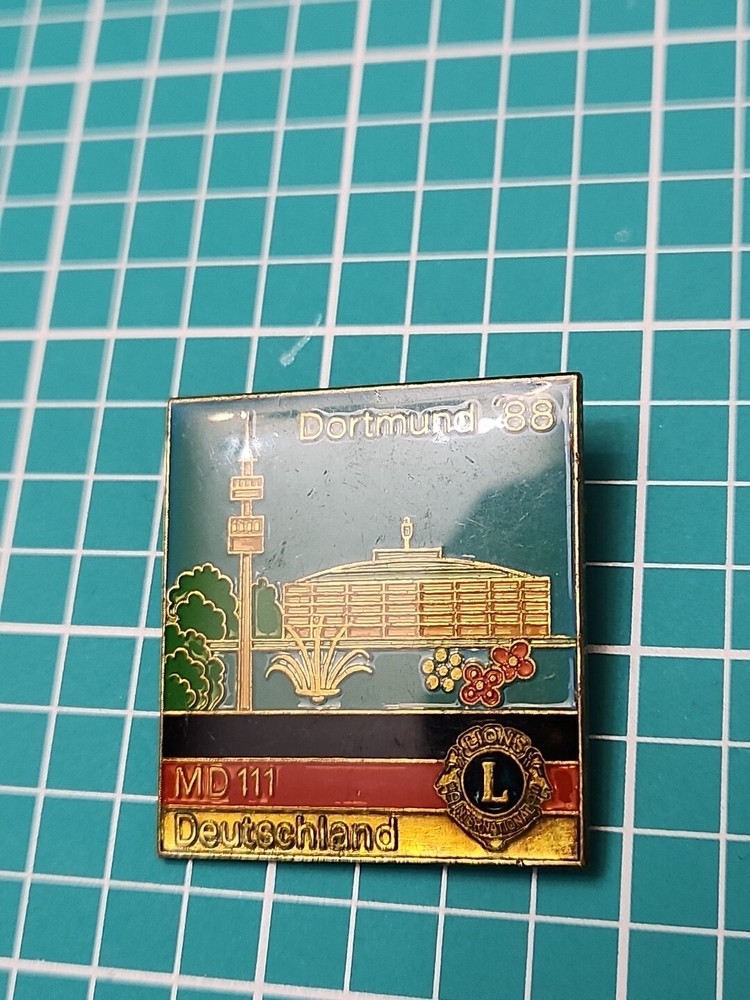 Dortmund '88
MD 111
Deutschland
LIONS
L
INTERNATIONAL